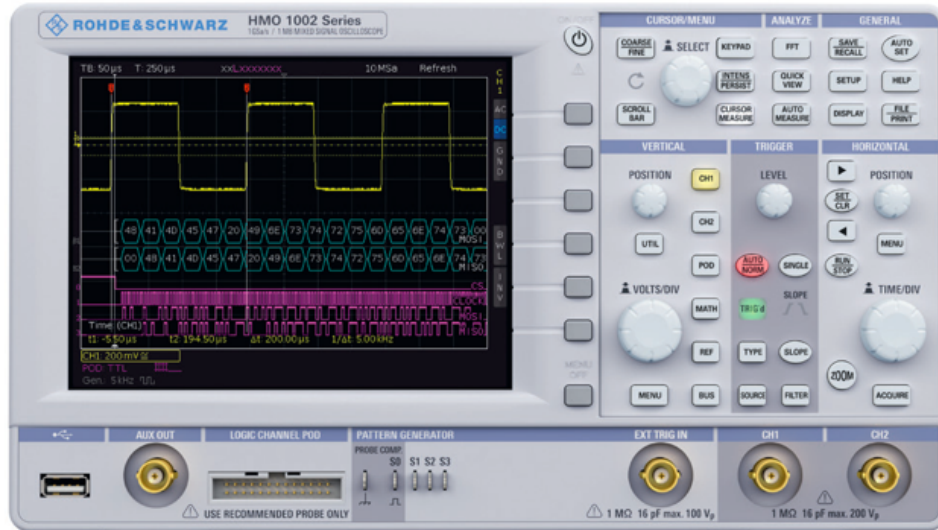 ROHDE&SCHWARZ HMO 1002 Series
1GSa/s / 1 MB MIXED SIGNAL OSCILLOSCOPE
TB: 50µs T: 250µs 10MSa Refresh
CH1
AC
DC
GND
BWL
INV
48 41 4D 45 47 20 49 6E 73 74 72 75 6D 65 6E 74 73 00
MOSI
00 48 41 4D 45 47 20 49 6E 73 74 72 75 6D 65 6E 74 73
MISO
CS
CLOCK
MOSI
MISO
Time (CH1)
t1: -5.50µs t2: 194.50µs Δt: 200.00µs 1/Δt: 5.00kHz
CH1: 200mV
POD TTL
Gen.: 5kHz
ON/OFF
MENU
OFF
CURSOR/MENU ANALYZE GENERAL
COARSE
FINE
SELECT
KEYPAD
FFT
SAVE
RECALL
AUTO
SET
INTENS
PERSIST
QUICK
VIEW
SETUP
HELP
SCROLL
BAR
CURSOR
MEASURE
AUTO
MEASURE
DISPLAY
FILE
PRINT
VERTICAL TRIGGER HORIZONTAL
POSITION
CH1
LEVEL
SET
CLR
POSITION
CH2
UTIL
MENU
POD
AUTO
NORM
SINGLE
RUN
STOP
VOLTS/DIV
MATH
TRIG'd
SLOPE
TIME/DIV
REF
TYPE
SLOPE
ZOOM
MENU
BUS
SOURCE
FILTER
ACQUIRE
AUX OUT LOGIC CHANNEL POD PATTERN GENERATOR EXT TRIG IN CH1 CH2
PROBE COMP.
S0 S1 S2 S3
USE RECOMMENDED PROBE ONLY
1 MΩ 16 pF max. 100 Vp
1 MΩ 16 pF max. 200 Vp